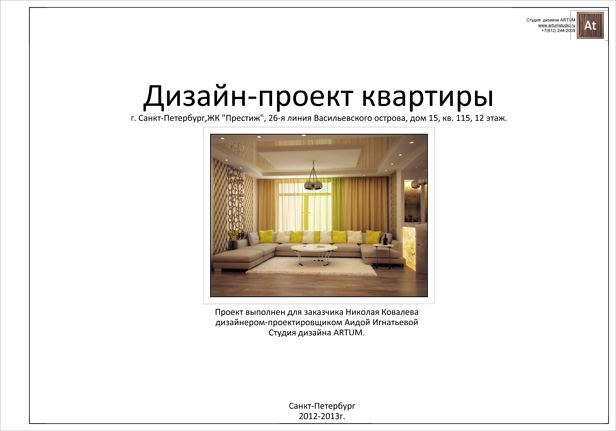 Студия дизайна ARTUM
www.artumstudio.ru
+7(812) 244-2009
At
Дизайн-проект квартиры
г. Санкт-Петербург,ЖК "Престиж", 26-я линия Васильевского острова, дом 15, кв. 115, 12 этаж.
Проект выполнен для заказчика Николая Ковалева
дизайнером-проектировщиком Аидой Игнатьевой
Студия дизайна ARTUM.
Санкт-Петербург
2012-2013г.